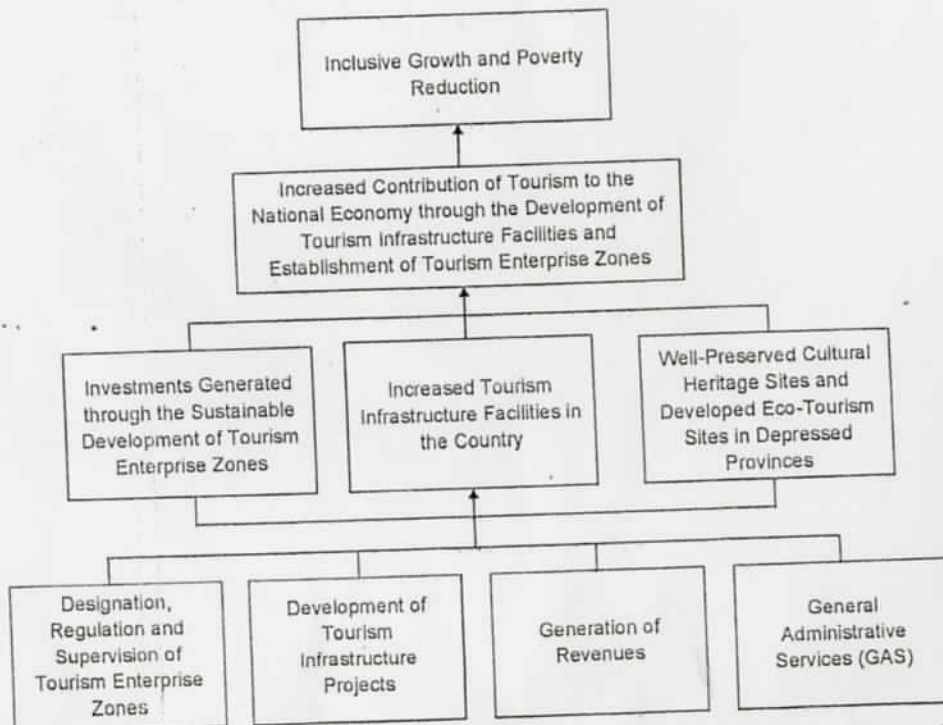 Inclusive Growth and Poverty
Reduction
Increased Contribution of Tourism to the
National Economy through the Development of
Tourism Infrastructure Facilities and
Establishment of Tourism Enterprise Zones
Investments Generated
through the Sustainable
Development of Tourism
Enterprise Zones
Increased Tourism
Infrastructure Facilities in
the Country
Well-Preserved Cultural
Heritage Sites and
Developed Eco-Tourism
Sites in Depressed
Provinces
Designation,
Regulation and
Supervision of
Tourism Enterprise
Zones
Development of
Tourism
Infrastructure
Projects
Generation of
Revenues
General
Administrative
Services (GAS)